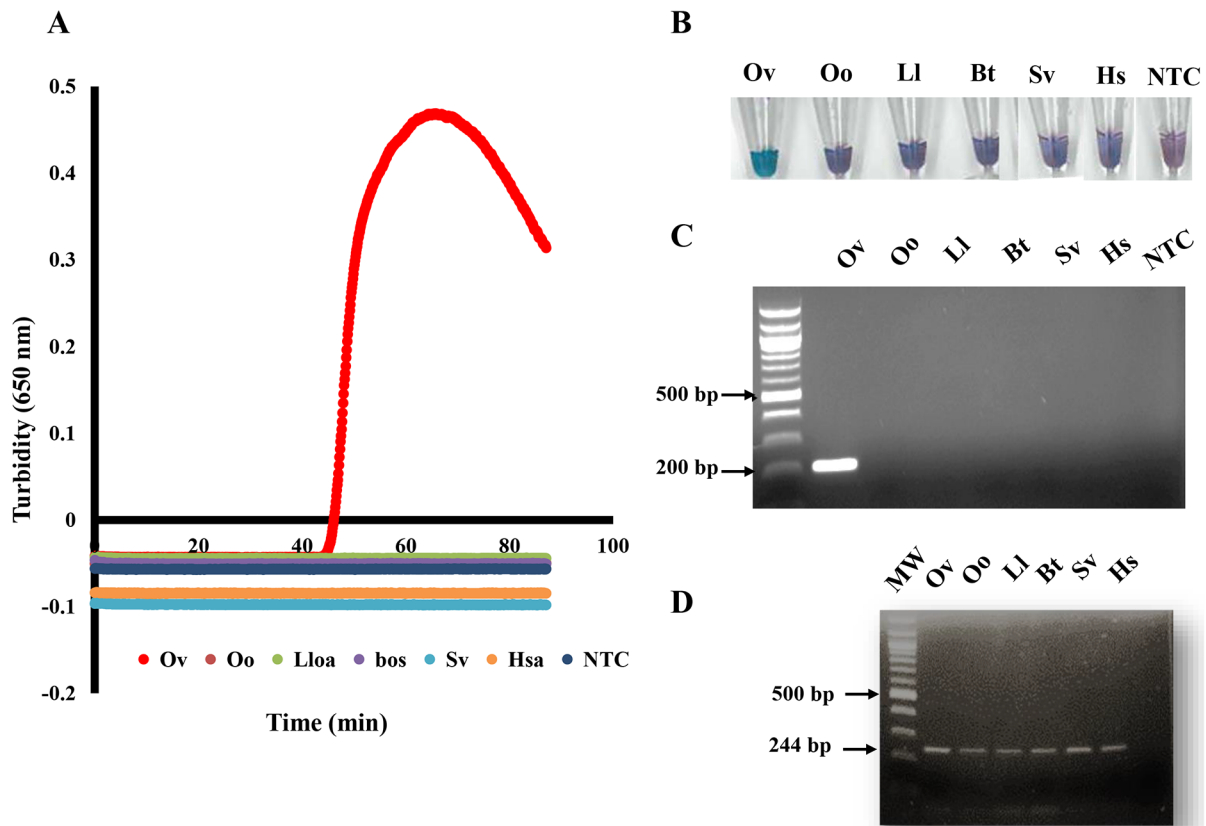 A
0.5
0.4
0.3
0.2
0.1
0
-0.1
-0.2
Turbidity (650 nm)
0 20 40 60 80 100
Ov Oo Lloa bos Sv Hsa NTC
Time (min)
B
Ov Oo Ll Bt Sv Hs NTC
C
Ov Oo Ll Bt Sv Hs NTC
500 bp
200 bp
D
MW Ov Oo Ll Bt Sv Hs
500 bp
244 bp